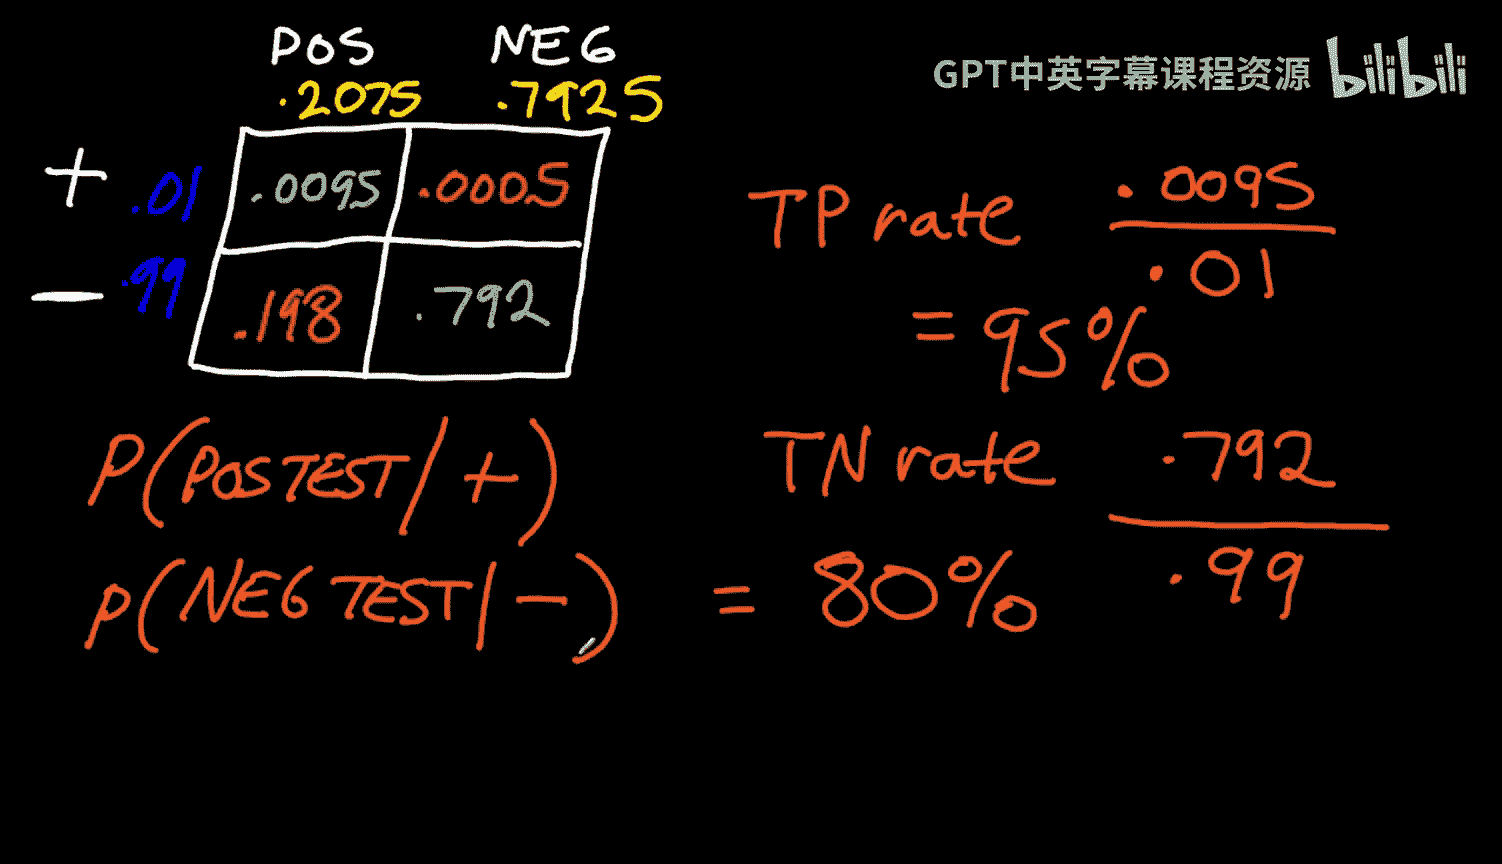 POS NEG
.2075 .7925
+ .01 .0095 .0005
- .99 .198 .792
P(POS TEST/+)
P(NEG TEST/-)
GPT中英字幕课程资源 bilibili
TP rate .0095
.01
= 95%
TN rate .792
.99
= 80%